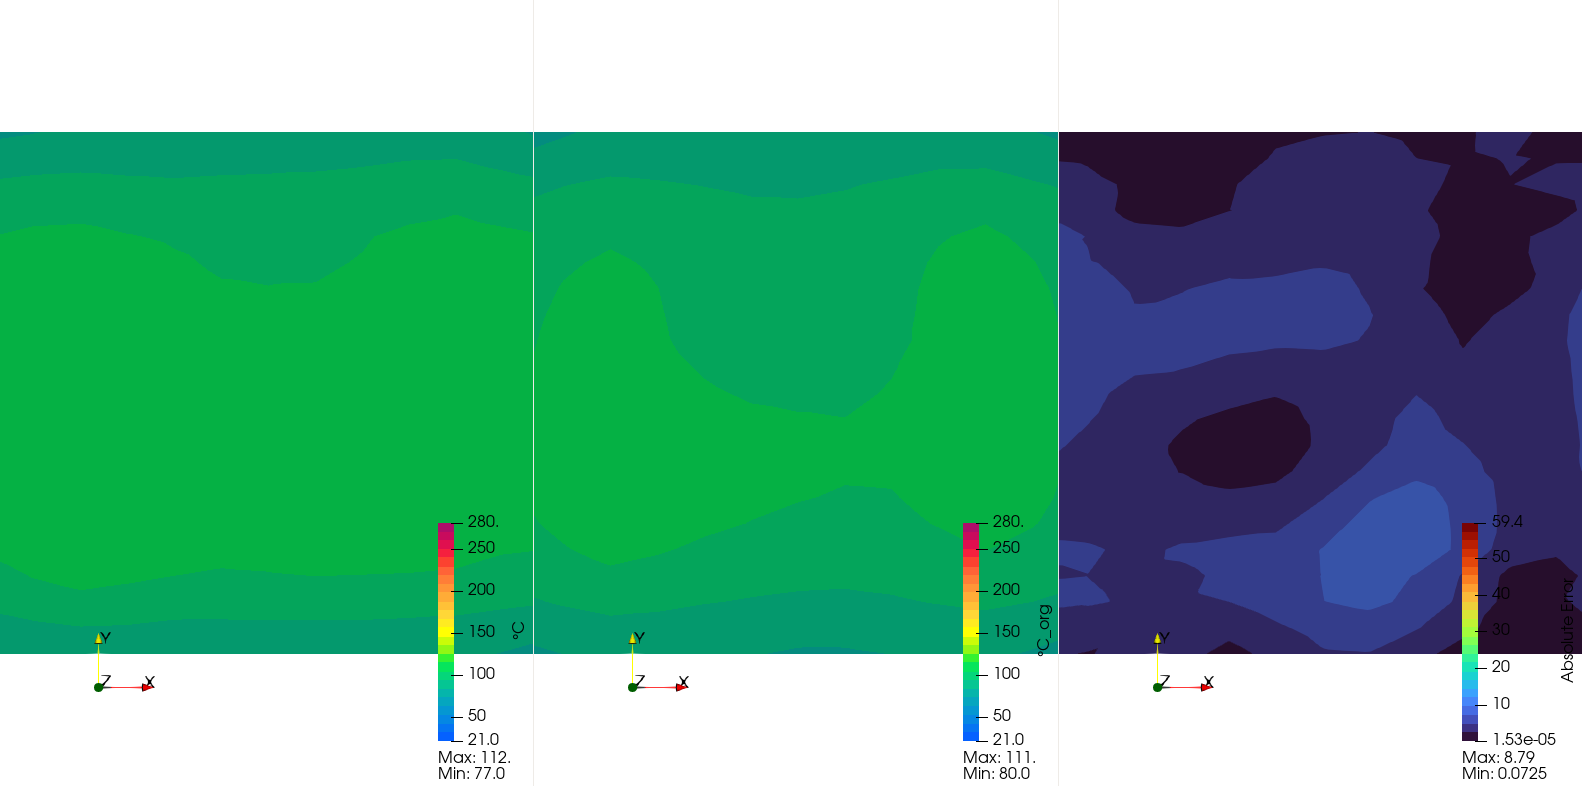 280.
250
200
150
100
50
21.0
°C
Max: 112.
Min: 77.0
Y
Z
X
280.
250
200
150
100
50
21.0
°C_org
Max: 111.
Min: 80.0
Y
Z
X
59.4
50
40
30
20
10
1.53e-05
Absolute Error
Max: 8.79
Min: 0.0725
Y
Z
X